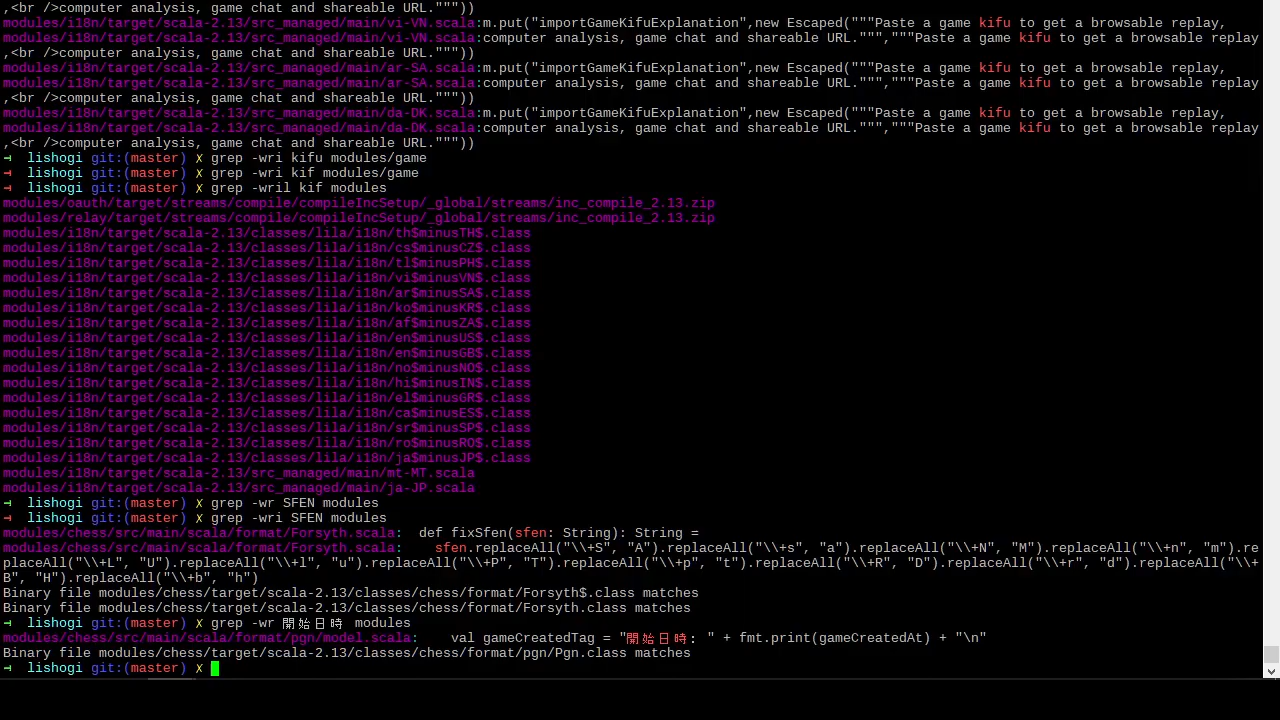 ,<br />computer analysis, game chat and shareable URL."""))
modules/i18n/target/scala-2.13/src_managed/main/vi-VN.scala:m.put("importGameKifuExplanation",new Escaped("""Paste a game kifu to get a browsable replay,
modules/i18n/target/scala-2.13/src_managed/main/vi-VN.scala:computer analysis, game chat and shareable URL.""","""Paste a game kifu to get a browsable replay
,<br />computer analysis, game chat and shareable URL."""))
modules/i18n/target/scala-2.13/src_managed/main/ar-SA.scala:m.put("importGameKifuExplanation",new Escaped("""Paste a game kifu to get a browsable replay,
modules/i18n/target/scala-2.13/src_managed/main/ar-SA.scala:computer analysis, game chat and shareable URL.""","""Paste a game kifu to get a browsable replay
,<br />computer analysis, game chat and shareable URL."""))
modules/i18n/target/scala-2.13/src_managed/main/da-DK.scala:m.put("importGameKifuExplanation",new Escaped("""Paste a game kifu to get a browsable replay,
modules/i18n/target/scala-2.13/src_managed/main/da-DK.scala:computer analysis, game chat and shareable URL.""","""Paste a game kifu to get a browsable replay
,<br />computer analysis, game chat and shareable URL."""))
⊣ lishogi git:(master) ✗ grep -wri kifu modules/game
⊣ lishogi git:(master) ✗ grep -wri kif modules/game
⊣ lishogi git:(master) ✗ grep -wril kif modules
modules/oauth/target/streams/compile/compileIncSetup/_global/streams/inc_compile_2.13.zip
modules/relay/target/streams/compile/compileIncSetup/_global/streams/inc_compile_2.13.zip
modules/i18n/target/scala-2.13/classes/lila/i18n/th$minusTH$.class
modules/i18n/target/scala-2.13/classes/lila/i18n/cs$minusCZ$.class
modules/i18n/target/scala-2.13/classes/lila/i18n/tl$minusPH$.class
modules/i18n/target/scala-2.13/classes/lila/i18n/vi$minusVN$.class
modules/i18n/target/scala-2.13/classes/lila/i18n/ar$minusSA$.class
modules/i18n/target/scala-2.13/classes/lila/i18n/ko$minusKR$.class
modules/i18n/target/scala-2.13/classes/lila/i18n/af$minusZA$.class
modules/i18n/target/scala-2.13/classes/lila/i18n/en$minusUS$.class
modules/i18n/target/scala-2.13/classes/lila/i18n/en$minusGB$.class
modules/i18n/target/scala-2.13/classes/lila/i18n/no$minusNO$.class
modules/i18n/target/scala-2.13/classes/lila/i18n/hi$minusIN$.class
modules/i18n/target/scala-2.13/classes/lila/i18n/el$minusGR$.class
modules/i18n/target/scala-2.13/classes/lila/i18n/ca$minusES$.class
modules/i18n/target/scala-2.13/classes/lila/i18n/sr$minusSP$.class
modules/i18n/target/scala-2.13/classes/lila/i18n/ro$minusRO$.class
modules/i18n/target/scala-2.13/classes/lila/i18n/ja$minusJP$.class
modules/i18n/target/scala-2.13/src_managed/main/mt-MT.scala
modules/i18n/target/scala-2.13/src_managed/main/ja-JP.scala
⊣ lishogi git:(master) ✗ grep -wr SFEN modules
⊣ lishogi git:(master) ✗ grep -wri SFEN modules
modules/chess/src/main/scala/format/Forsyth.scala:  def fixSfen(sfen: String): String =
modules/chess/src/main/scala/format/Forsyth.scala:    sfen.replaceAll("\\+S", "A").replaceAll("\\+s", "a").replaceAll("\\+N", "M").replaceAll("\\+n", "m").re
placeAll("\\+L", "U").replaceAll("\\+l", "u").replaceAll("\\+P", "T").replaceAll("\\+p", "t").replaceAll("\\+R", "D").replaceAll("\\+r", "d").replaceAll("\\+
B", "H").replaceAll("\\+b", "h")
Binary file modules/chess/target/scala-2.13/classes/chess/format/Forsyth$.class matches
Binary file modules/chess/target/scala-2.13/classes/chess/format/Forsyth.class matches
⊣ lishogi git:(master) ✗ grep -wr 開始日時 modules
modules/chess/src/main/scala/format/pgn/model.scala:    val gameCreatedTag = "開始日時: " + fmt.print(gameCreatedAt) + "\n"
Binary file modules/chess/target/scala-2.13/classes/chess/format/pgn/Pgn.class matches
⊣ lishogi git:(master) ✗